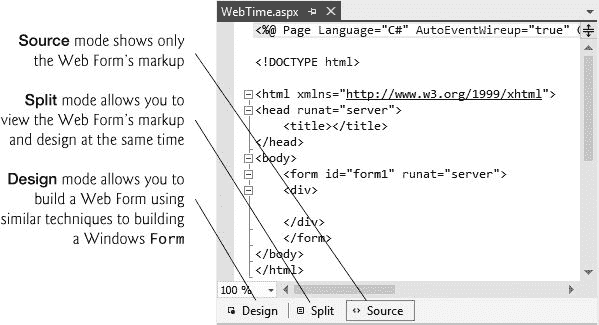 Source mode shows only
the Web Form's markup
Split mode allows you to
view the Web Form's markup
and design at the same time
Design mode allows you to
build a Web Form using
similar techniques to building
a Windows Form
WebTime.aspx
<%@ Page Language="C#" AutoEventWireup="true"
<!DOCTYPE html>
<html xmlns="http://www.w3.org/1999/xhtml">
<head runat="server">
<title></title>
</head>
<body>
<form id="form1" runat="server">
<div>
</div>
</form>
</body>
</html>
100 %
Design Split Source